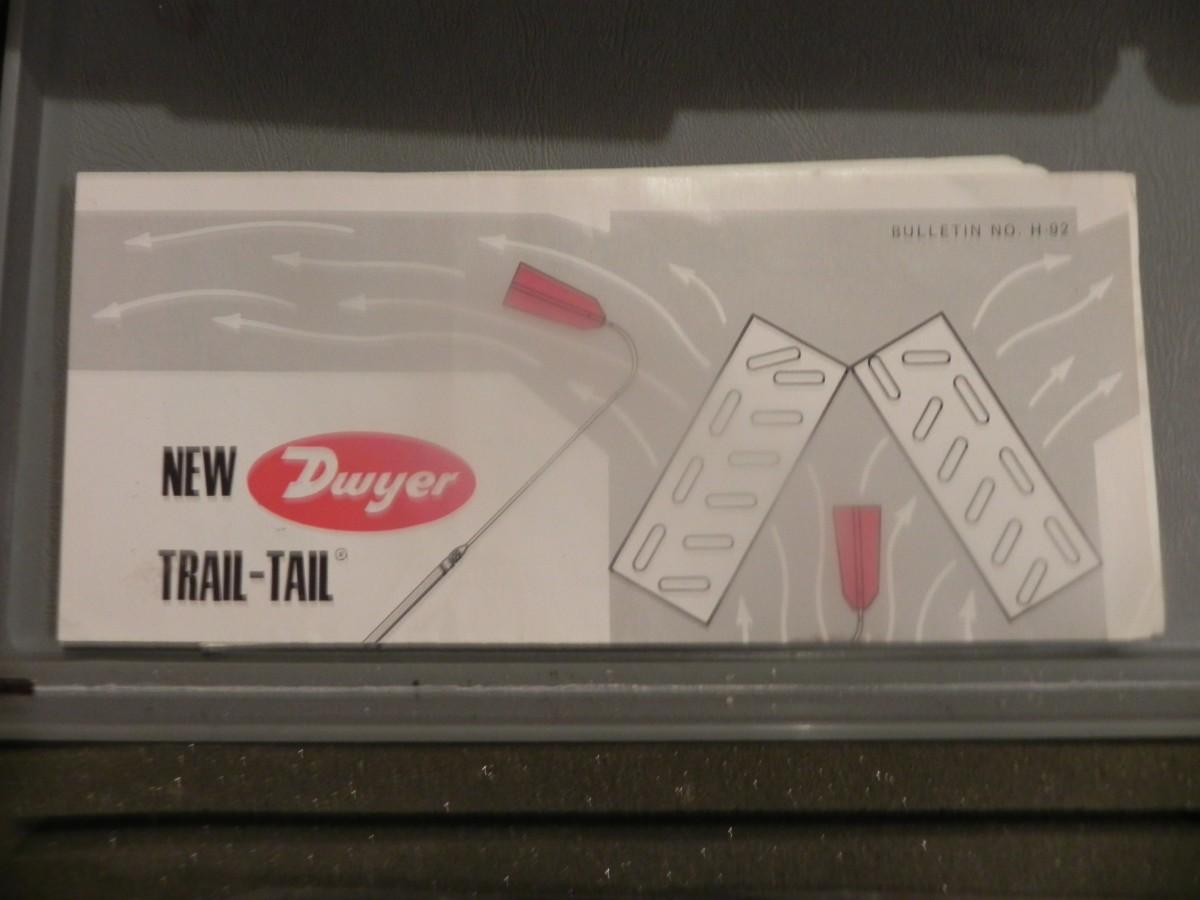 BULLETIN NO. H-92
NEW Dwyer
TRAIL-TAIL®